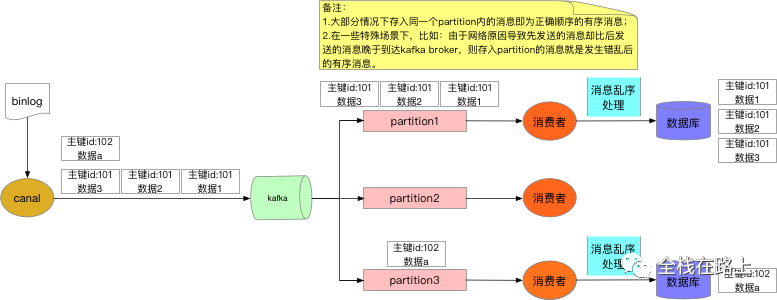 备注：
1.大部分情况下存入同一个partition内的消息即为正确顺序的有序消息；
2.在一些特殊场景下，比如：由于网络原因导致先发送的消息却比后发
送的消息晚于到达kafka broker，则存入partition的消息就是发生错乱后
的有序消息。
binlog
主键id:102
数据a
主键id:101
数据3
主键id:101
数据2
主键id:101
数据1
canal
kafka
主键id:101
数据3
主键id:101
数据2
主键id:101
数据1
partition1
消费者
消息乱序
处理
数据库
主键id:101
数据1
主键id:101
数据2
主键id:101
数据3
partition2
消费者
主键id:102
数据a
partition3
消费者
消息乱序
处理
数据库
主键id:102
数据a
全栈在路上